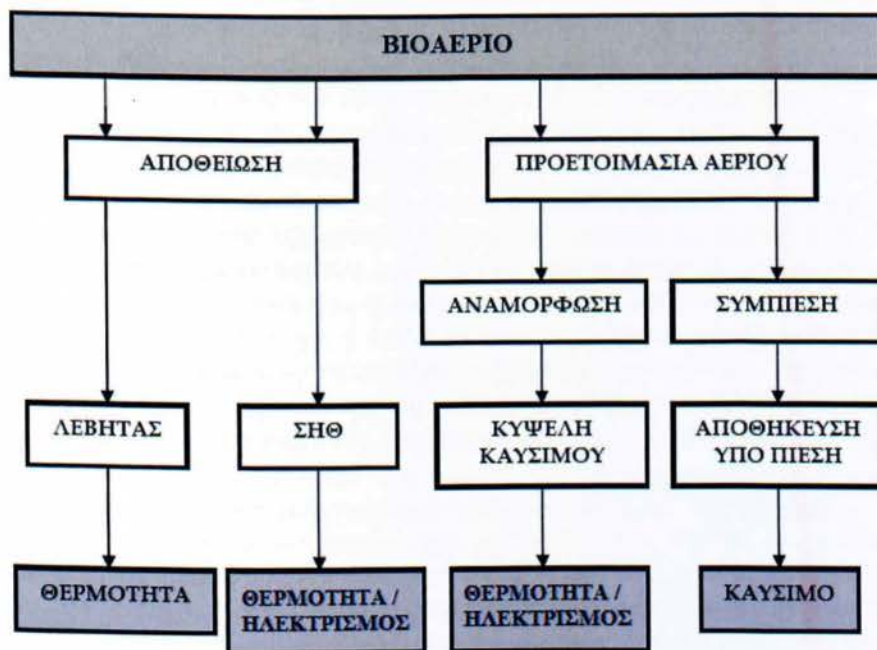 ΒΙΟΑΕΡΙΟ
ΑΠΟΘΕΙΩΣΗ
ΠΡΟΕΤΟΙΜΑΣΙΑ ΑΕΡΙΟΥ
ΑΝΑΜΟΡΦΩΣΗ
ΣΥΜΠΙΕΣΗ
ΛΕΒΗΤΑΣ
ΣΗΘ
ΚΥΨΕΛΗ
ΚΑΥΣΙΜΟΥ
ΑΠΟΘΗΚΕΥΣΗ
ΥΠΟ ΠΙΕΣΗ
ΘΕΡΜΟΤΗΤΑ
ΘΕΡΜΟΤΗΤΑ /
ΗΛΕΚΤΡΙΣΜΟΣ
ΘΕΡΜΟΤΗΤΑ /
ΗΛΕΚΤΡΙΣΜΟΣ
ΚΑΥΣΙΜΟ